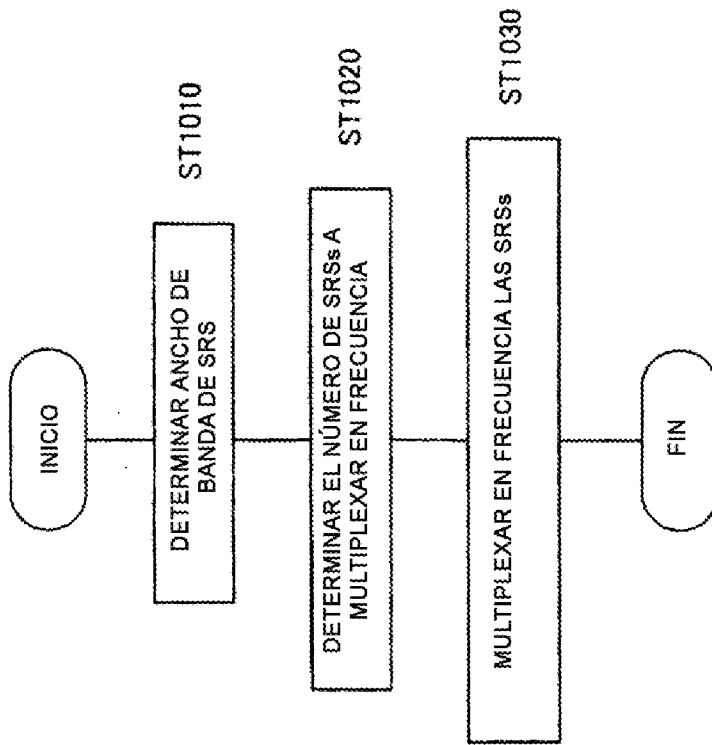 INICIO
DETERMINAR ANCHO DE
BANDA DE SRS
ST1010
DETERMINAR EL NÚMERO DE SRSs A
MULTIPLEXAR EN FRECUENCIA
ST1020
MULTIPLEXAR EN FRECUENCIA LAS SRSs
ST1030
FIN